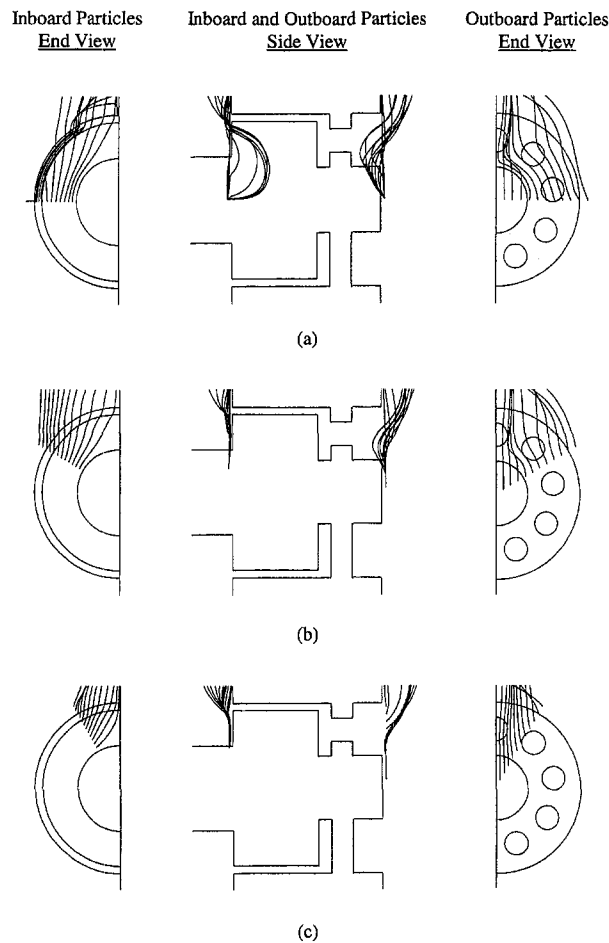 Inboard Particles
End View
Inboard and Outboard Particles
Side View
Outboard Particles
End View
(a)
(b)
(c)